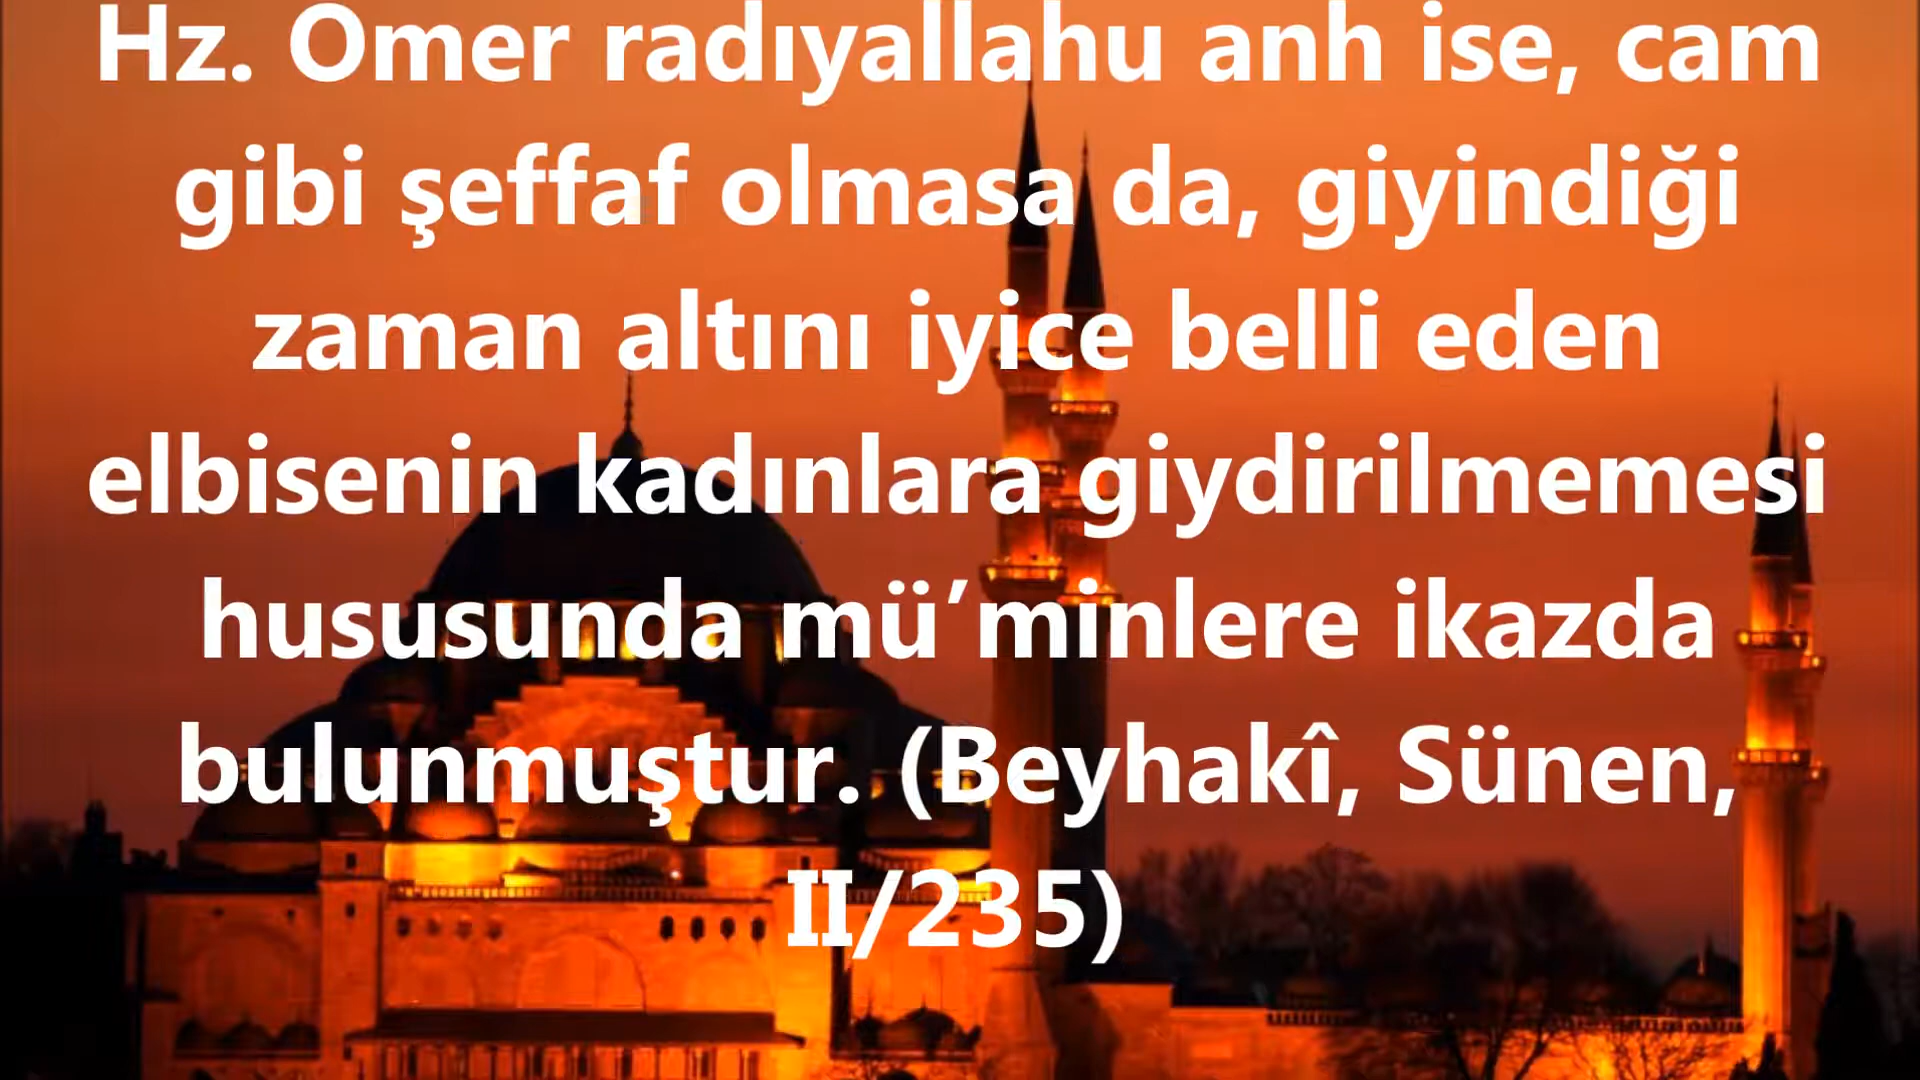 Hz. Ömer radıyallahu anh ise, cam
gibi şeffaf olmasa da, giyindiği
zaman altını iyice belli eden
elbisenin kadınlara giydirilmemesi
hususunda mü’minlere ikazda
bulunmuştur. (Beyhakî, Sünen,
II/235)